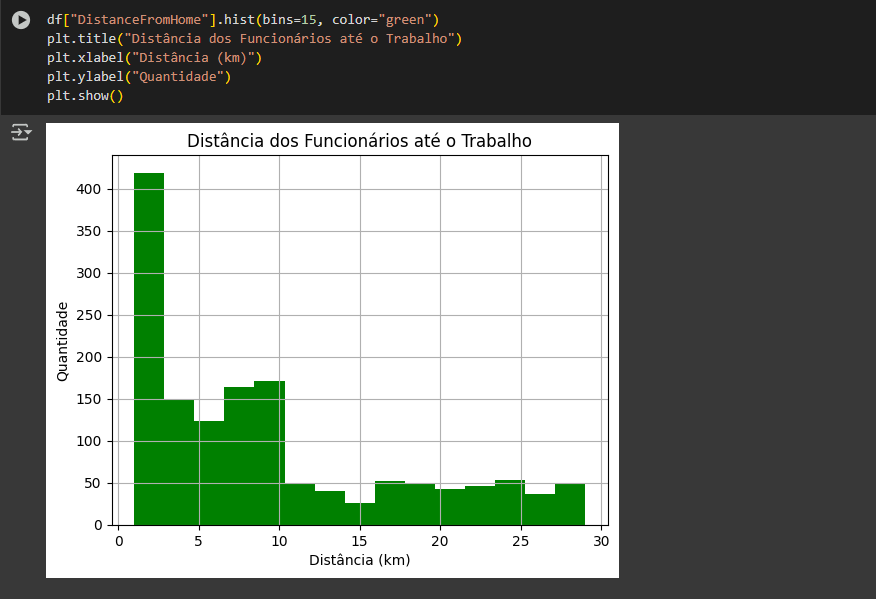 df["DistanceFromHome"].hist(bins=15, color="green")
plt.title("Distância dos Funcionários até o Trabalho")
plt.xlabel("Distância (km)")
plt.ylabel("Quantidade")
plt.show()
Distância dos Funcionários até o Trabalho
400
350
300
250
200
150
100
50
0
Quantidade
0 5 10 15 20 25 30
Distância (km)